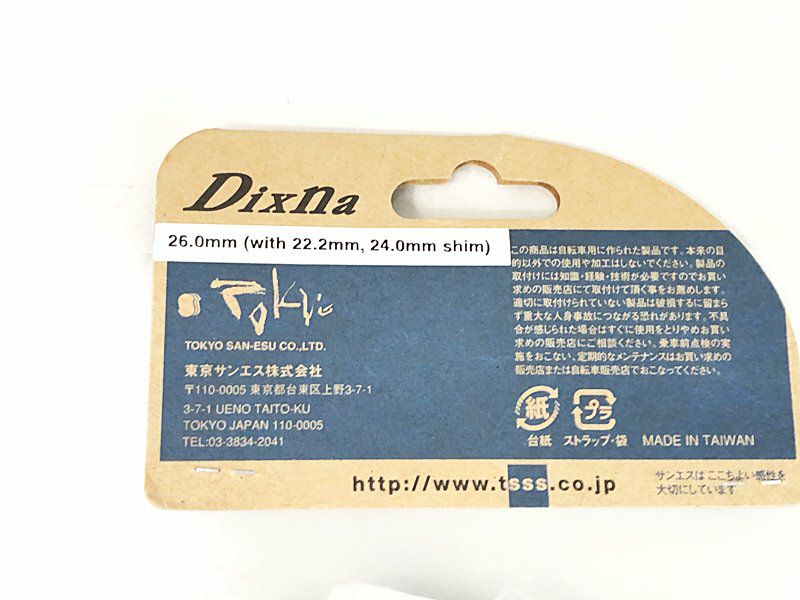 Dixna
26.0mm (with 22.2mm, 24.0mm shim)
Tokyo
TOKYO SAN-ESU CO.,LTD.
東京サンエス株式会社
〒110-0005 東京都台東区上野3-7-1
3-7-1 UENO TAITO-KU
TOKYO JAPAN 110-0005
TEL:03-3834-2041
この商品は自転車用に作られた製品です。本来の目
的以外での使用や加工はしないでください。製品の
取付けには知識・経験・技術が必要ですのでお買い
求めの販売店にて取付けて頂く事をお薦めします。
適切に取付けられていない製品は破損するに留まら
ず重大な人身事故につながる恐れがあります。不具
合が感じられた場合はすぐに使用をとりやめお買い
求めの販売店にご相談ください。乗車前点検の実
施をおこない、定期的なメンテナンスはお買い求めの
販売店または自転車販売店でおこなってください。
紙 プラ
台紙 ストラップ・袋 MADE IN TAIWAN
http://www.tsss.co.jp
サンエスは ここちよい感性を
大切にしています